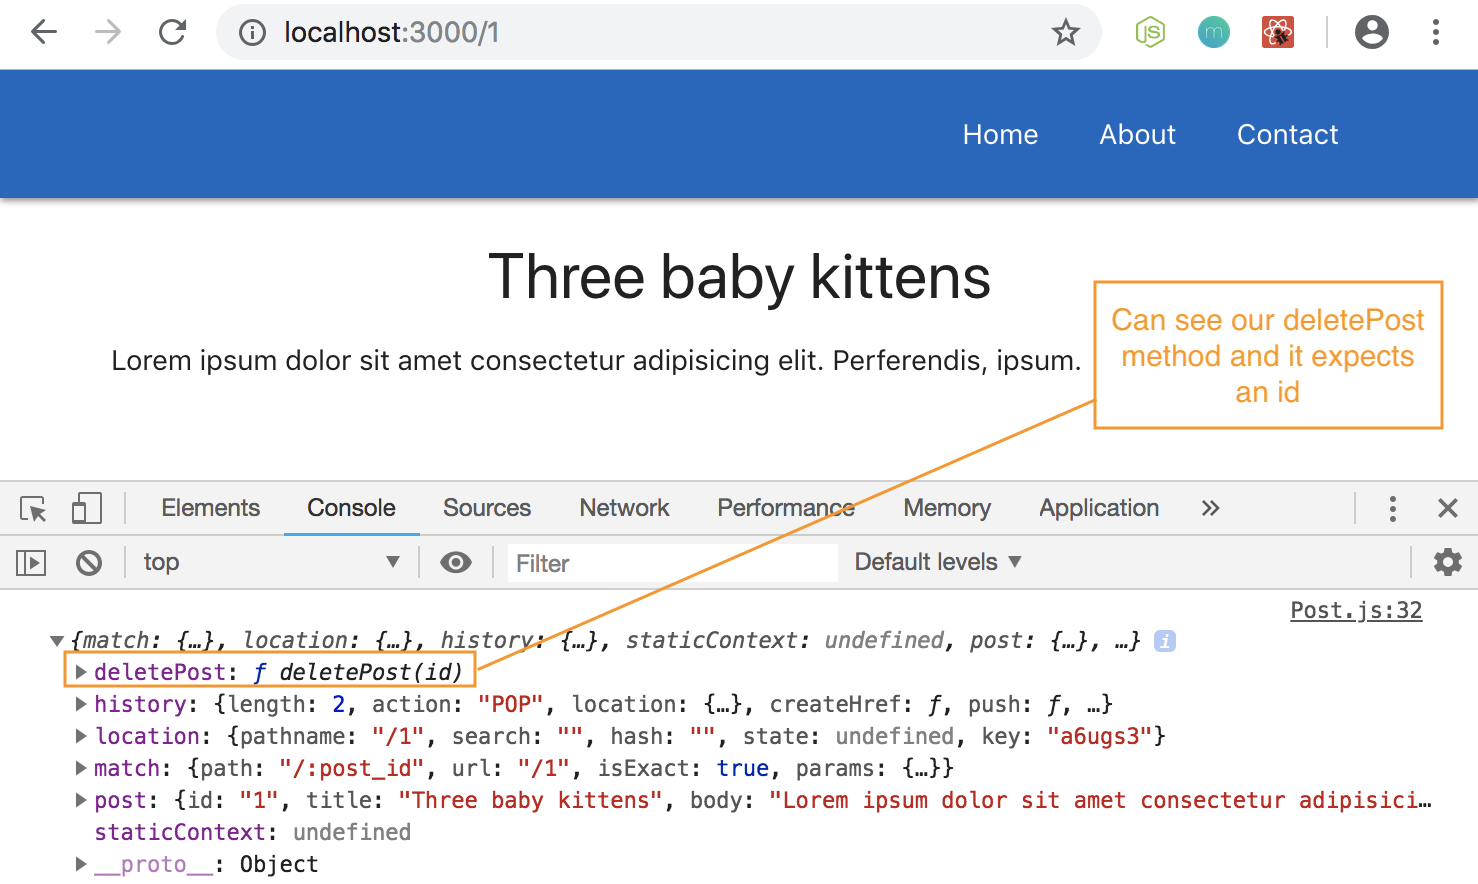 localhost:3000/1
JS
m
Home About Contact
Three baby kittens
Lorem ipsum dolor sit amet consectetur adipisicing elit. Perferendis, ipsum.
Can see our deletePost
method and it expects
an id
Elements Console Sources Network Performance Memory Application »
top Filter Default levels
Post.js:32
{match: {…}, location: {…}, history: {…}, staticContext: undefined, post: {…}, …} i
deletePost: ƒ deletePost(id)
history: {length: 2, action: "POP", location: {…}, createHref: ƒ, push: ƒ, …}
location: {pathname: "/1", search: "", hash: "", state: undefined, key: "a6ugs3"}
match: {path: "/:post_id", url: "/1", isExact: true, params: {…}}
post: {id: "1", title: "Three baby kittens", body: "Lorem ipsum dolor sit amet consectetur adipisici…
staticContext: undefined
__proto__: Object